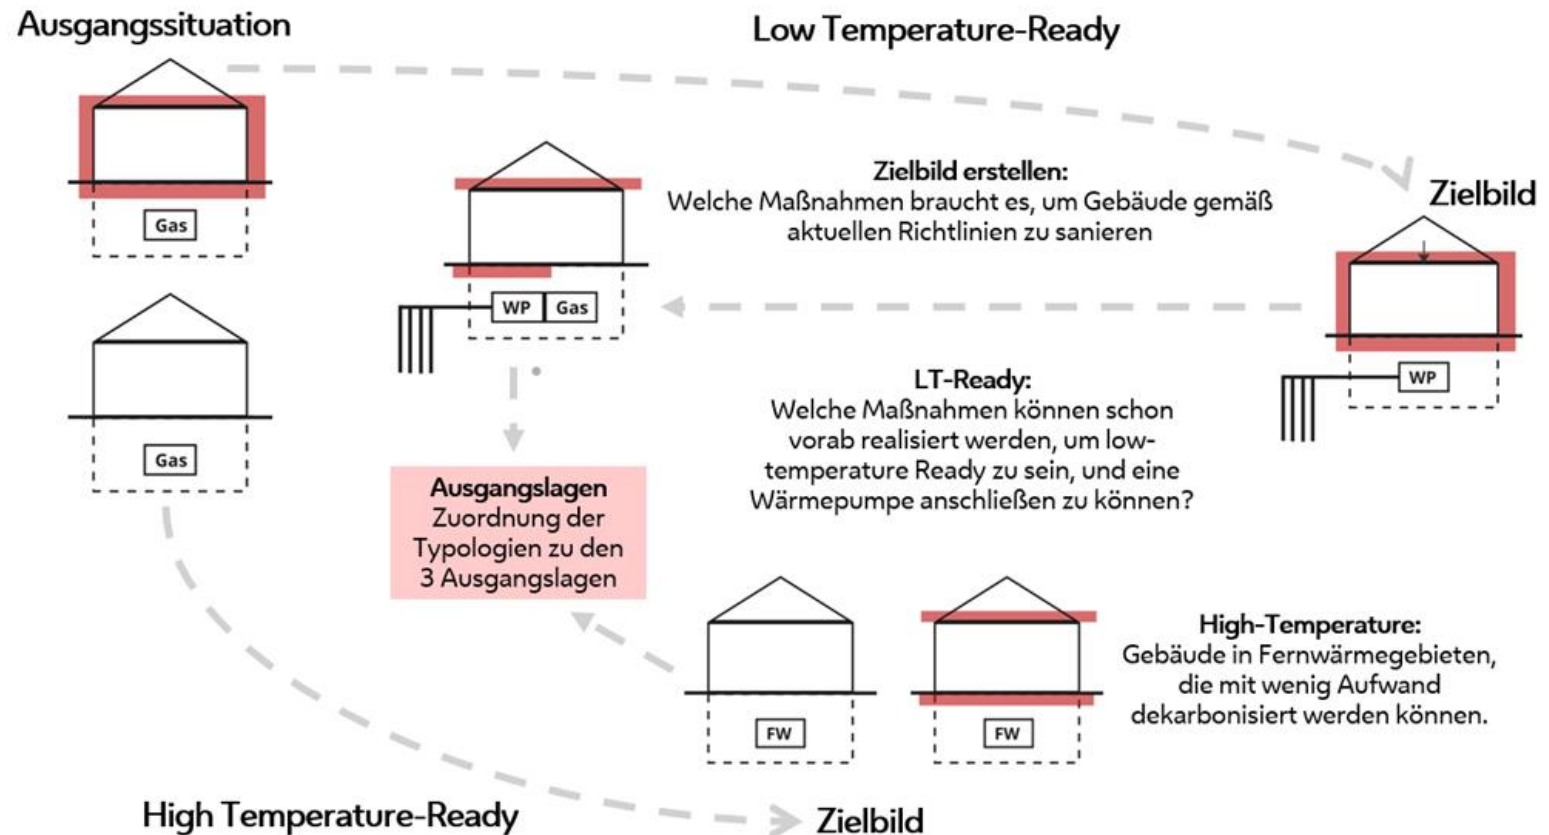 Ausgangssituation
Low Temperature-Ready
Gas
Zielbild erstellen:
Welche Maßnahmen braucht es, um Gebäude gemäß
aktuellen Richtlinien zu sanieren
Zielbild
WP
Gas
Gas
LT-Ready:
Welche Maßnahmen können schon
vorab realisiert werden, um low-
temperature Ready zu sein, und eine
Wärmepumpe anschließen zu können?
WP
Ausgangslagen
Zuordnung der
Typologien zu den
3 Ausgangslagen
FW
FW
High-Temperature:
Gebäude in Fernwärmegebieten,
die mit wenig Aufwand
dekarbonisiert werden können.
High Temperature-Ready
Zielbild